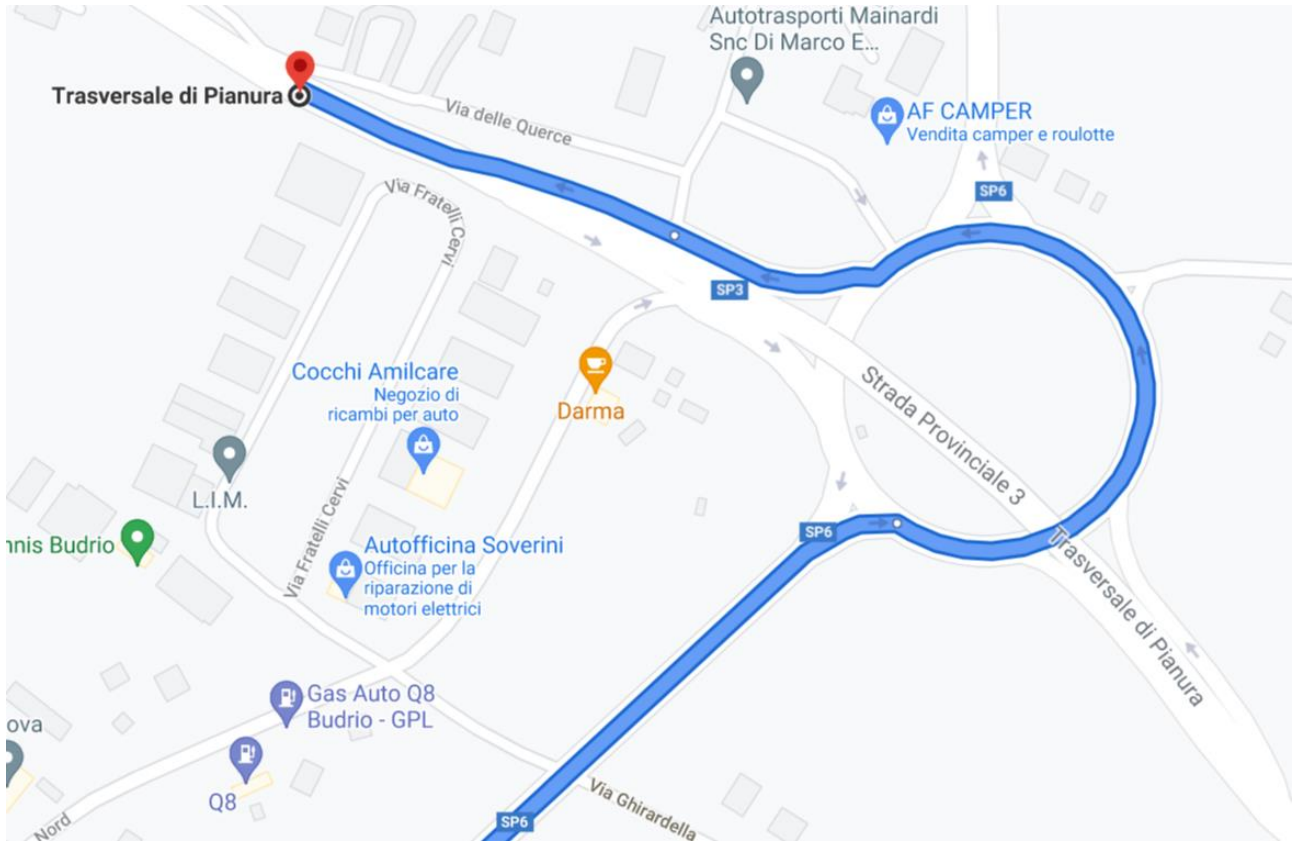 Autotrasporti Mainardi
Snc Di Marco E...
Trasversale di Pianura
Via delle Querce
AF CAMPER
Vendita camper e roulotte
SP6
Via Fratelli Cervi
SP3
Cocchi Amilcare
Negozio di
ricambi per auto
Darma
Strada Provinciale 3
L.I.M.
Via Fratelli Cervi
SP6
nnis Budrio
Autofficina Soverini
Officina per la
riparazione di
motori elettrici
Trasversale di Pianura
Gas Auto Q8
Budrio - GPL
ova
Q8
Via Ghirardella
SP6
Nord